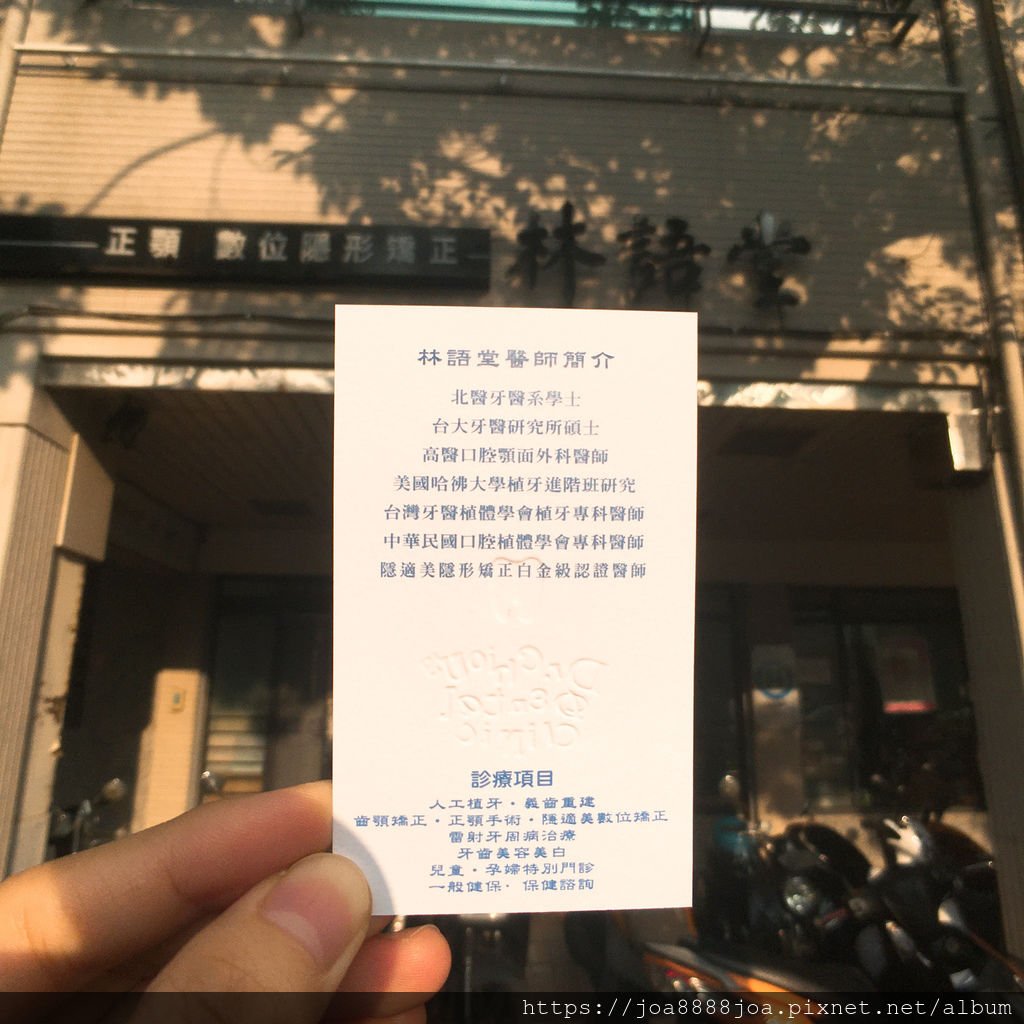 正顎 數位隱形矯正
林語堂
林語堂醫師簡介
北醫牙醫系學士
台大牙醫研究所碩士
高醫口腔顎面外科醫師
美國哈彿大學植牙進階班研究
台灣牙醫植體學會植牙專科醫師
中華民國口腔植體學會專科醫師
隱適美隱形矯正白金級認證醫師
Dental
Clinic
診療項目
人工植牙・義齒重建
齒顎矯正・正顎手術・隱適美數位矯正
雷射牙周病治療
牙齒美容美白
兒童・孕婦特別門診
一般健保・保健諮詢
https://joa8888joa.pixnet.net/album